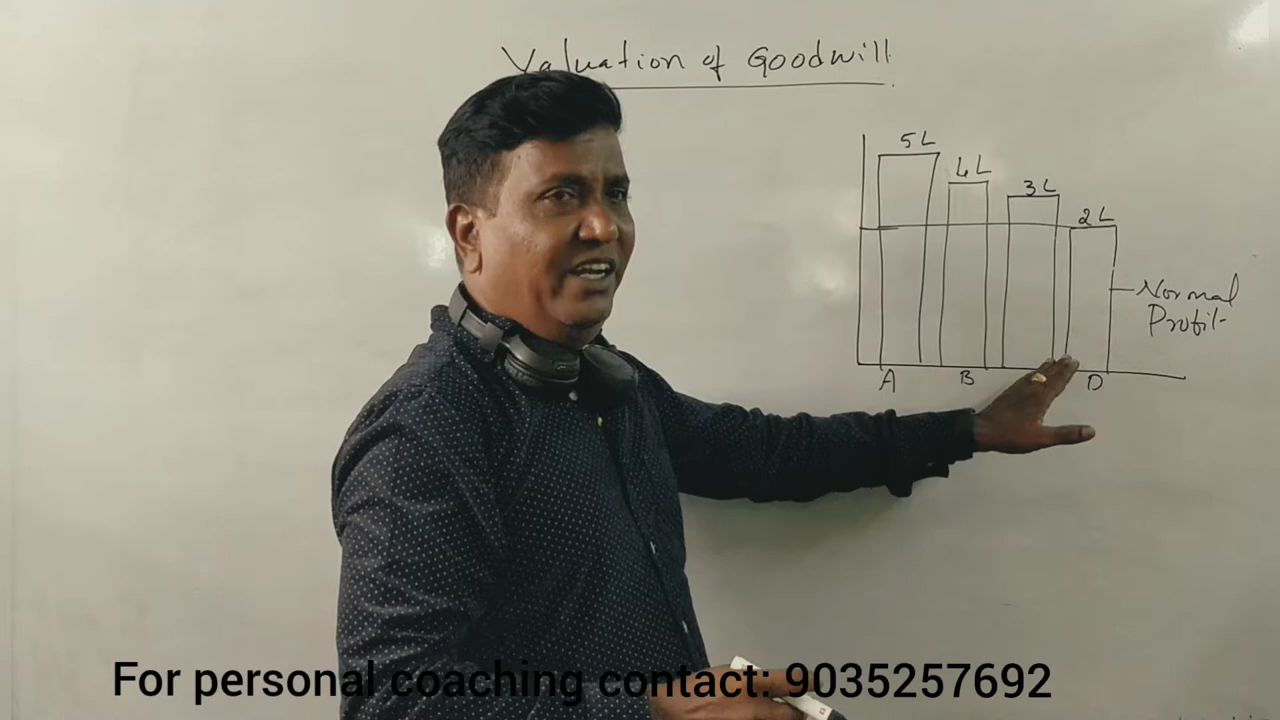 Valuation of Goodwill
5L
4L
3L
2L
Normal
Profit
A B D
For personal coaching contact: 9035257692